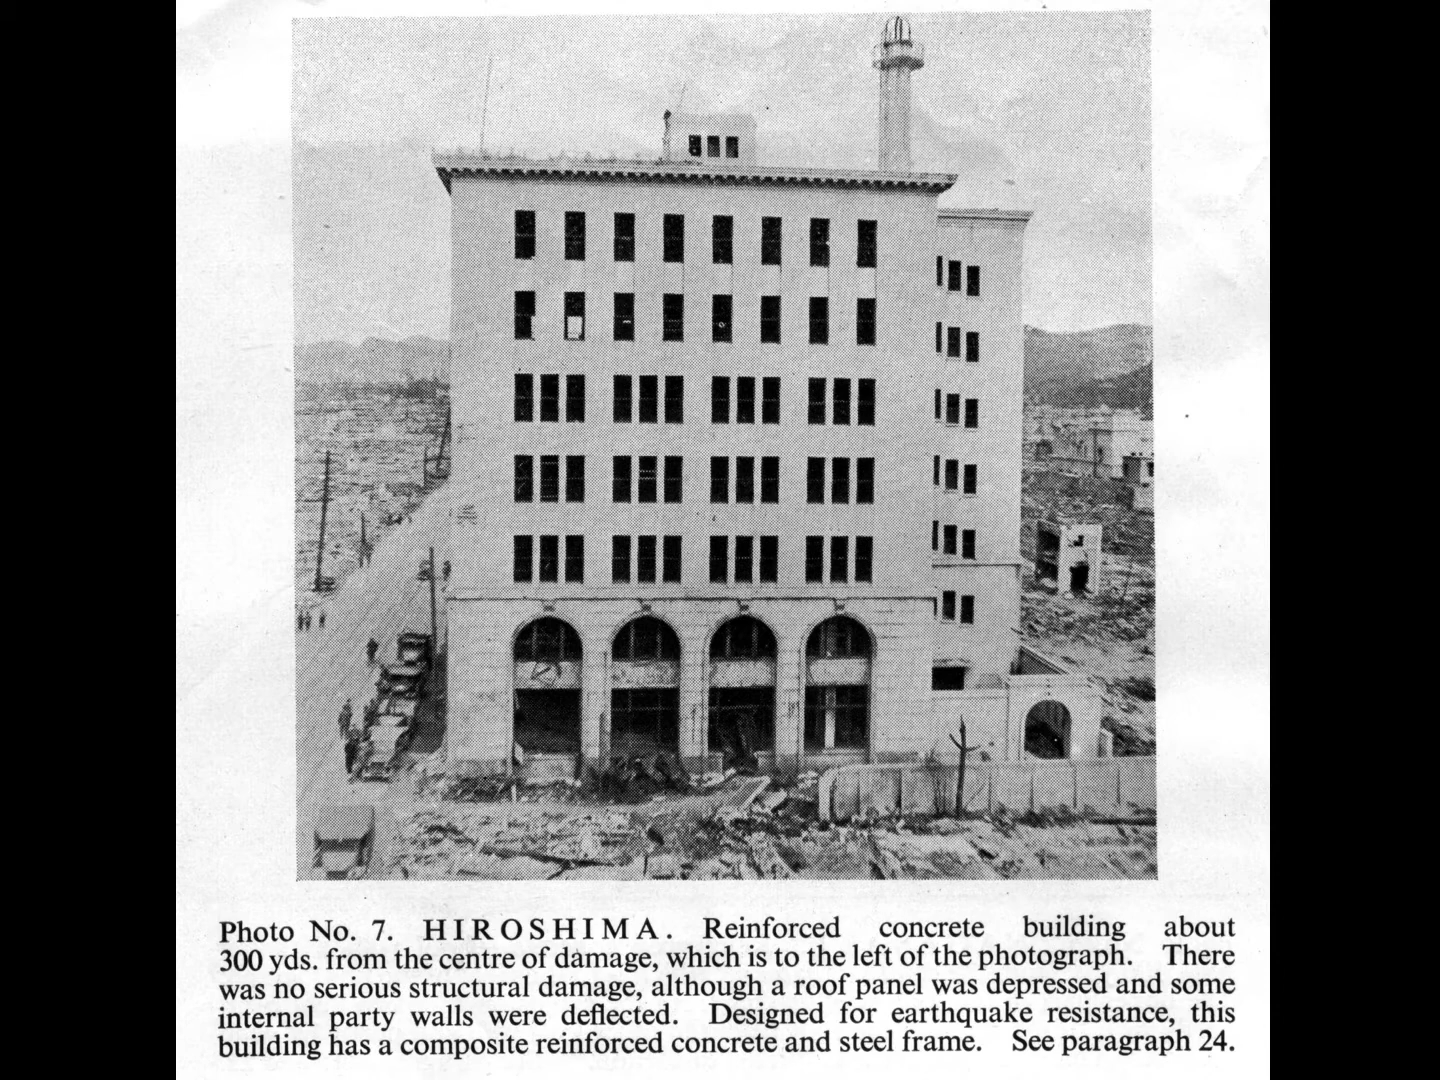 Photo No. 7. HIROSHIMA. Reinforced concrete building about
300 yds. from the centre of damage, which is to the left of the photograph. There
was no serious structural damage, although a roof panel was depressed and some
internal party walls were deflected. Designed for earthquake resistance, this
building has a composite reinforced concrete and steel frame. See paragraph 24.